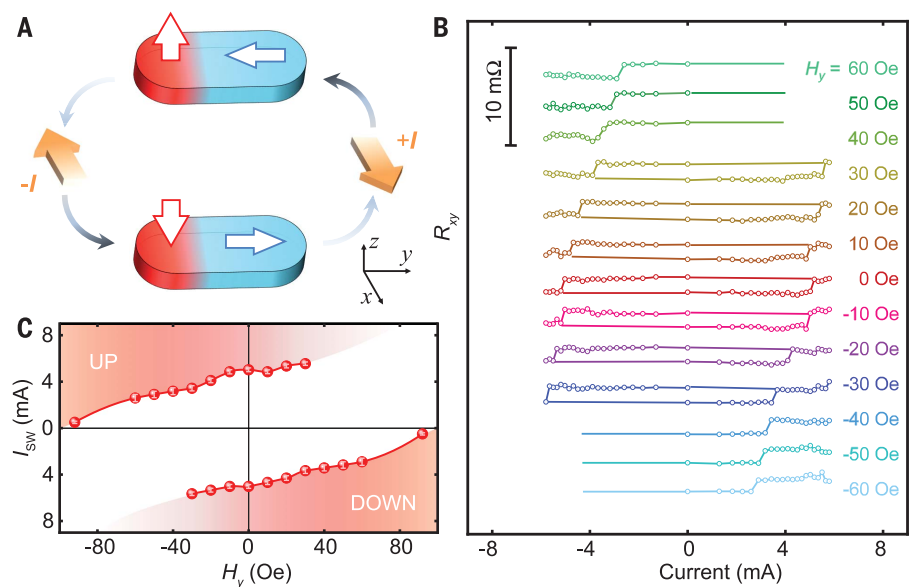 A
-I
+I
z
y
x
B
10 mΩ
R_xy
H_y = 60 Oe
50 Oe
40 Oe
30 Oe
20 Oe
10 Oe
0 Oe
-10 Oe
-20 Oe
-30 Oe
-40 Oe
-50 Oe
-60 Oe
-8
-4
0
4
8
Current (mA)
C
UP
DOWN
I_SW (mA)
8
4
0
4
8
-80
-40
0
40
80
H_y (Oe)